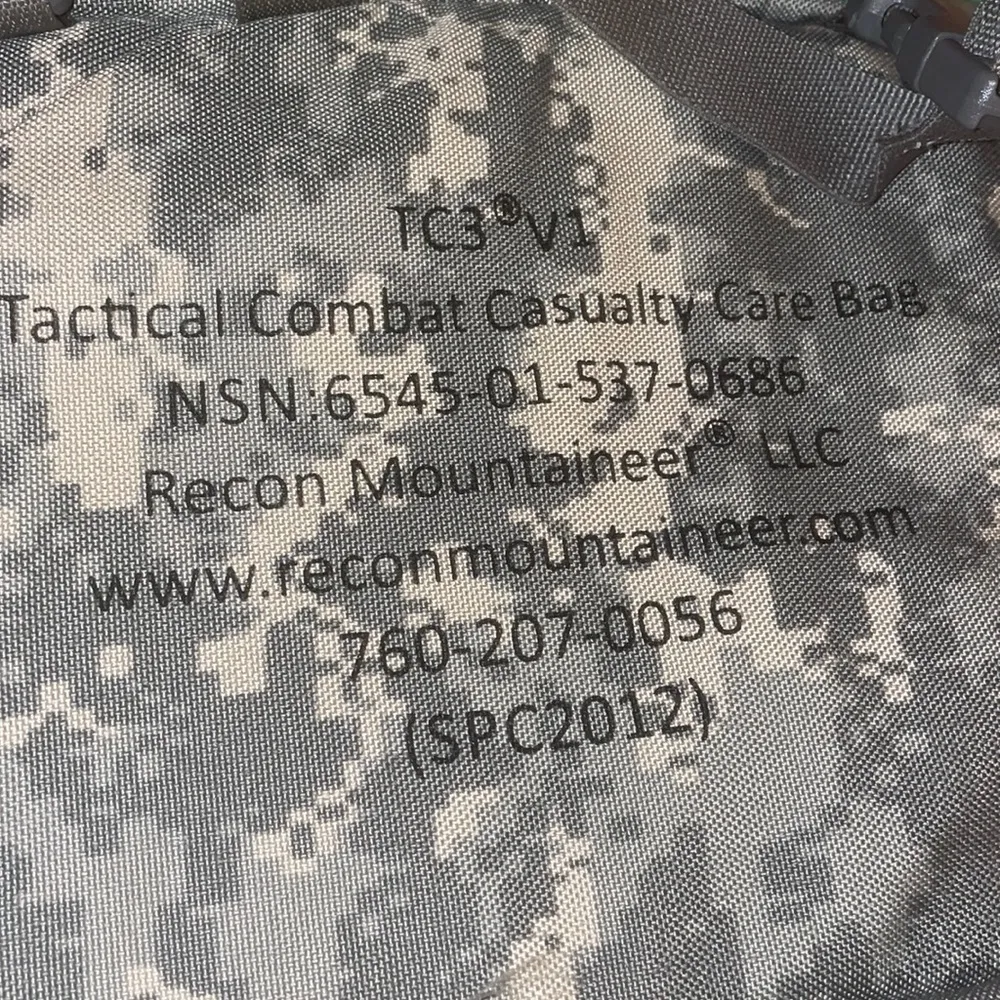 TC3® V1
Tactical Combat Casualty Care Bag
NSN:6545-01-537-0686
Recon Mountaineer® LLC
www.reconmountaineer.com
760-207-0056
(SPC2012)